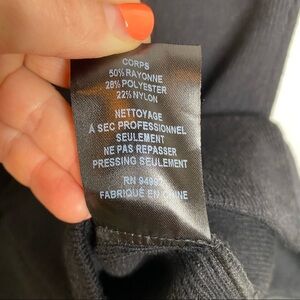 CORPS
50% RAYONNE
28% POLYESTER
22% NYLON
NETTOYAGE
À SEC PROFESSIONNEL
SEULEMENT
NE PAS REPASSER
PRESSING SEULEMENT
RN
FABRIQUÉ EN CHINE